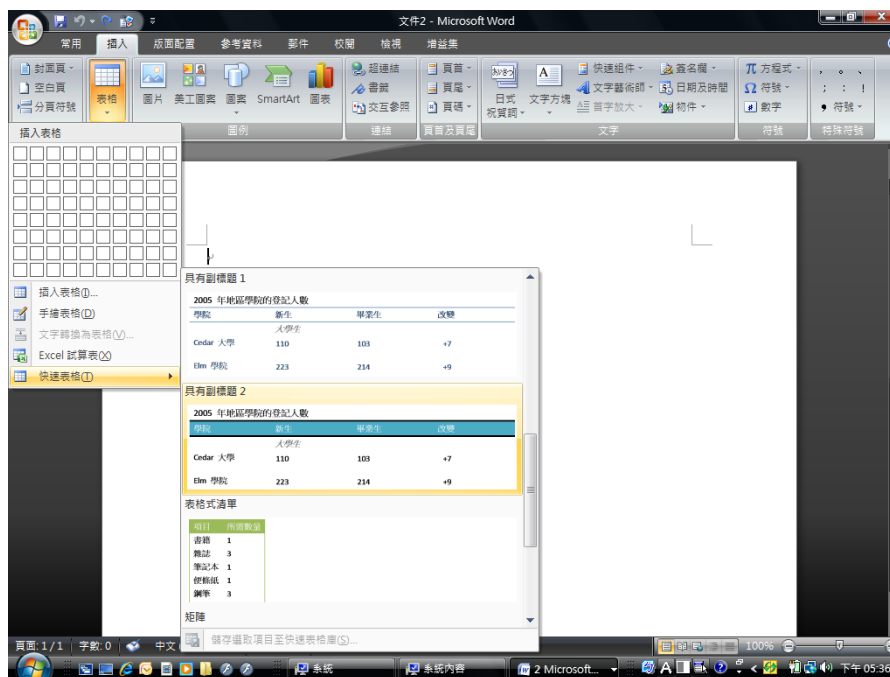 文件2 - Microsoft Word
常用 插入 版面配置 參考資料 郵件 校閱 檢視 增益集
封面頁
空白頁
分頁符號
表格
圖片
美工圖案
圖案
SmartArt
圖表
超連結
書籤
交互參照
頁首
頁尾
頁碼
日式
祝賀詞
文字方塊
快速組件
文字藝術師
首字放大
簽名欄
日期及時間
物件
π 方程式
Ω 符號
# 數字
, 。 、
; : !
, 符號
圖例 連結 頁首及頁尾 文字 符號 特殊符號
插入表格
插入表格(I)...
手繪表格(D)
文字轉換為表格(V)...
Excel 試算表(X)
快速表格(T)
具有副標題 1
2005 年地區學院的登記人數
學院 新生 畢業生 改變
大學生
Cedar 大學 110 103 +7
Elm 學院 223 214 +9
具有副標題 2
2005 年地區學院的登記人數
學院 新生 畢業生 改變
大學生
Cedar 大學 110 103 +7
Elm 學院 223 214 +9
表格式清單
項目 所需數量
書籍 1
雜誌 3
筆記本 1
便條紙 1
鋼筆 3
矩陣
儲存選取項目至快速表格庫(S)...
頁面: 1 / 1 字數: 0 中文 100%
系統 系統內容 2 Microsoft... 下午 05:36